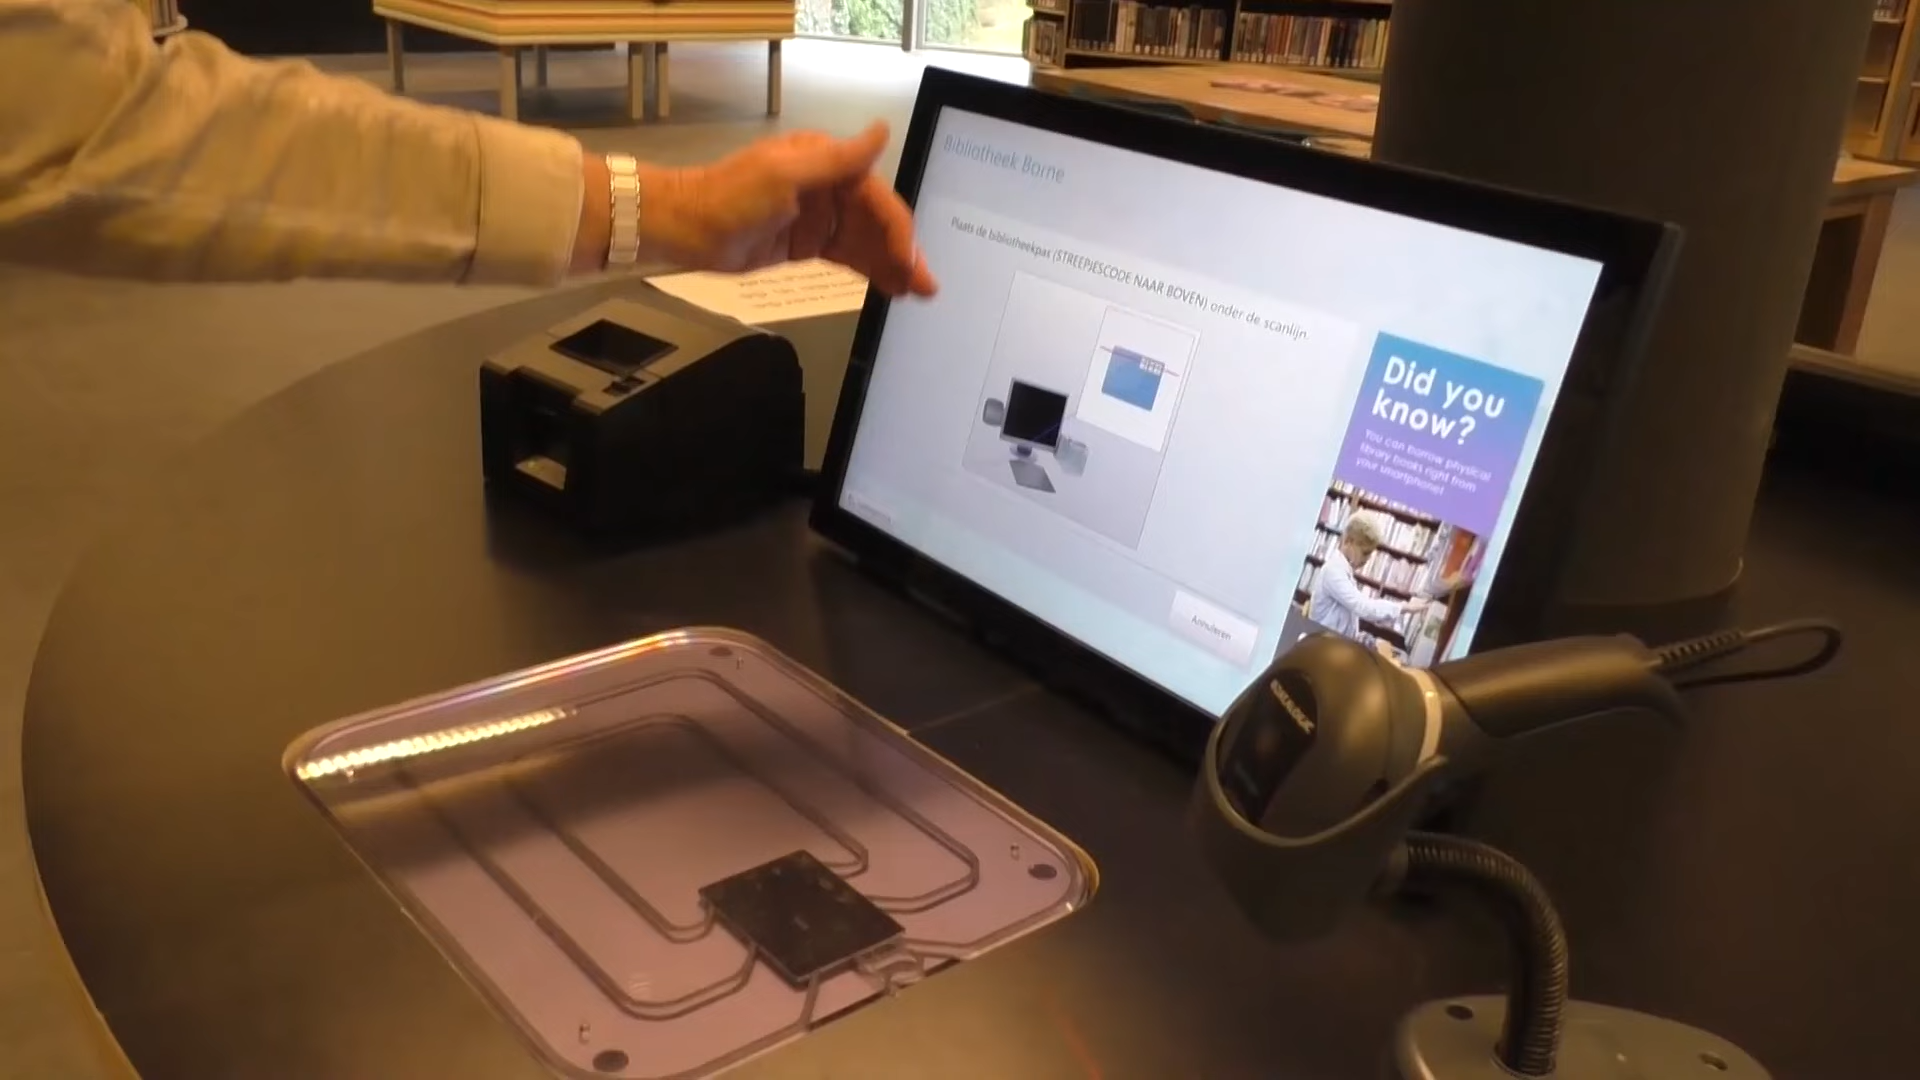 Bibliotheek Borne
Plaats de bibliotheekpas (STREEPJESCODE NAAR BOVEN) onder de scanlijn.
Did you
know?
You can borrow physical
library books right from
your smartphone!
Annuleren
DATALOGIC